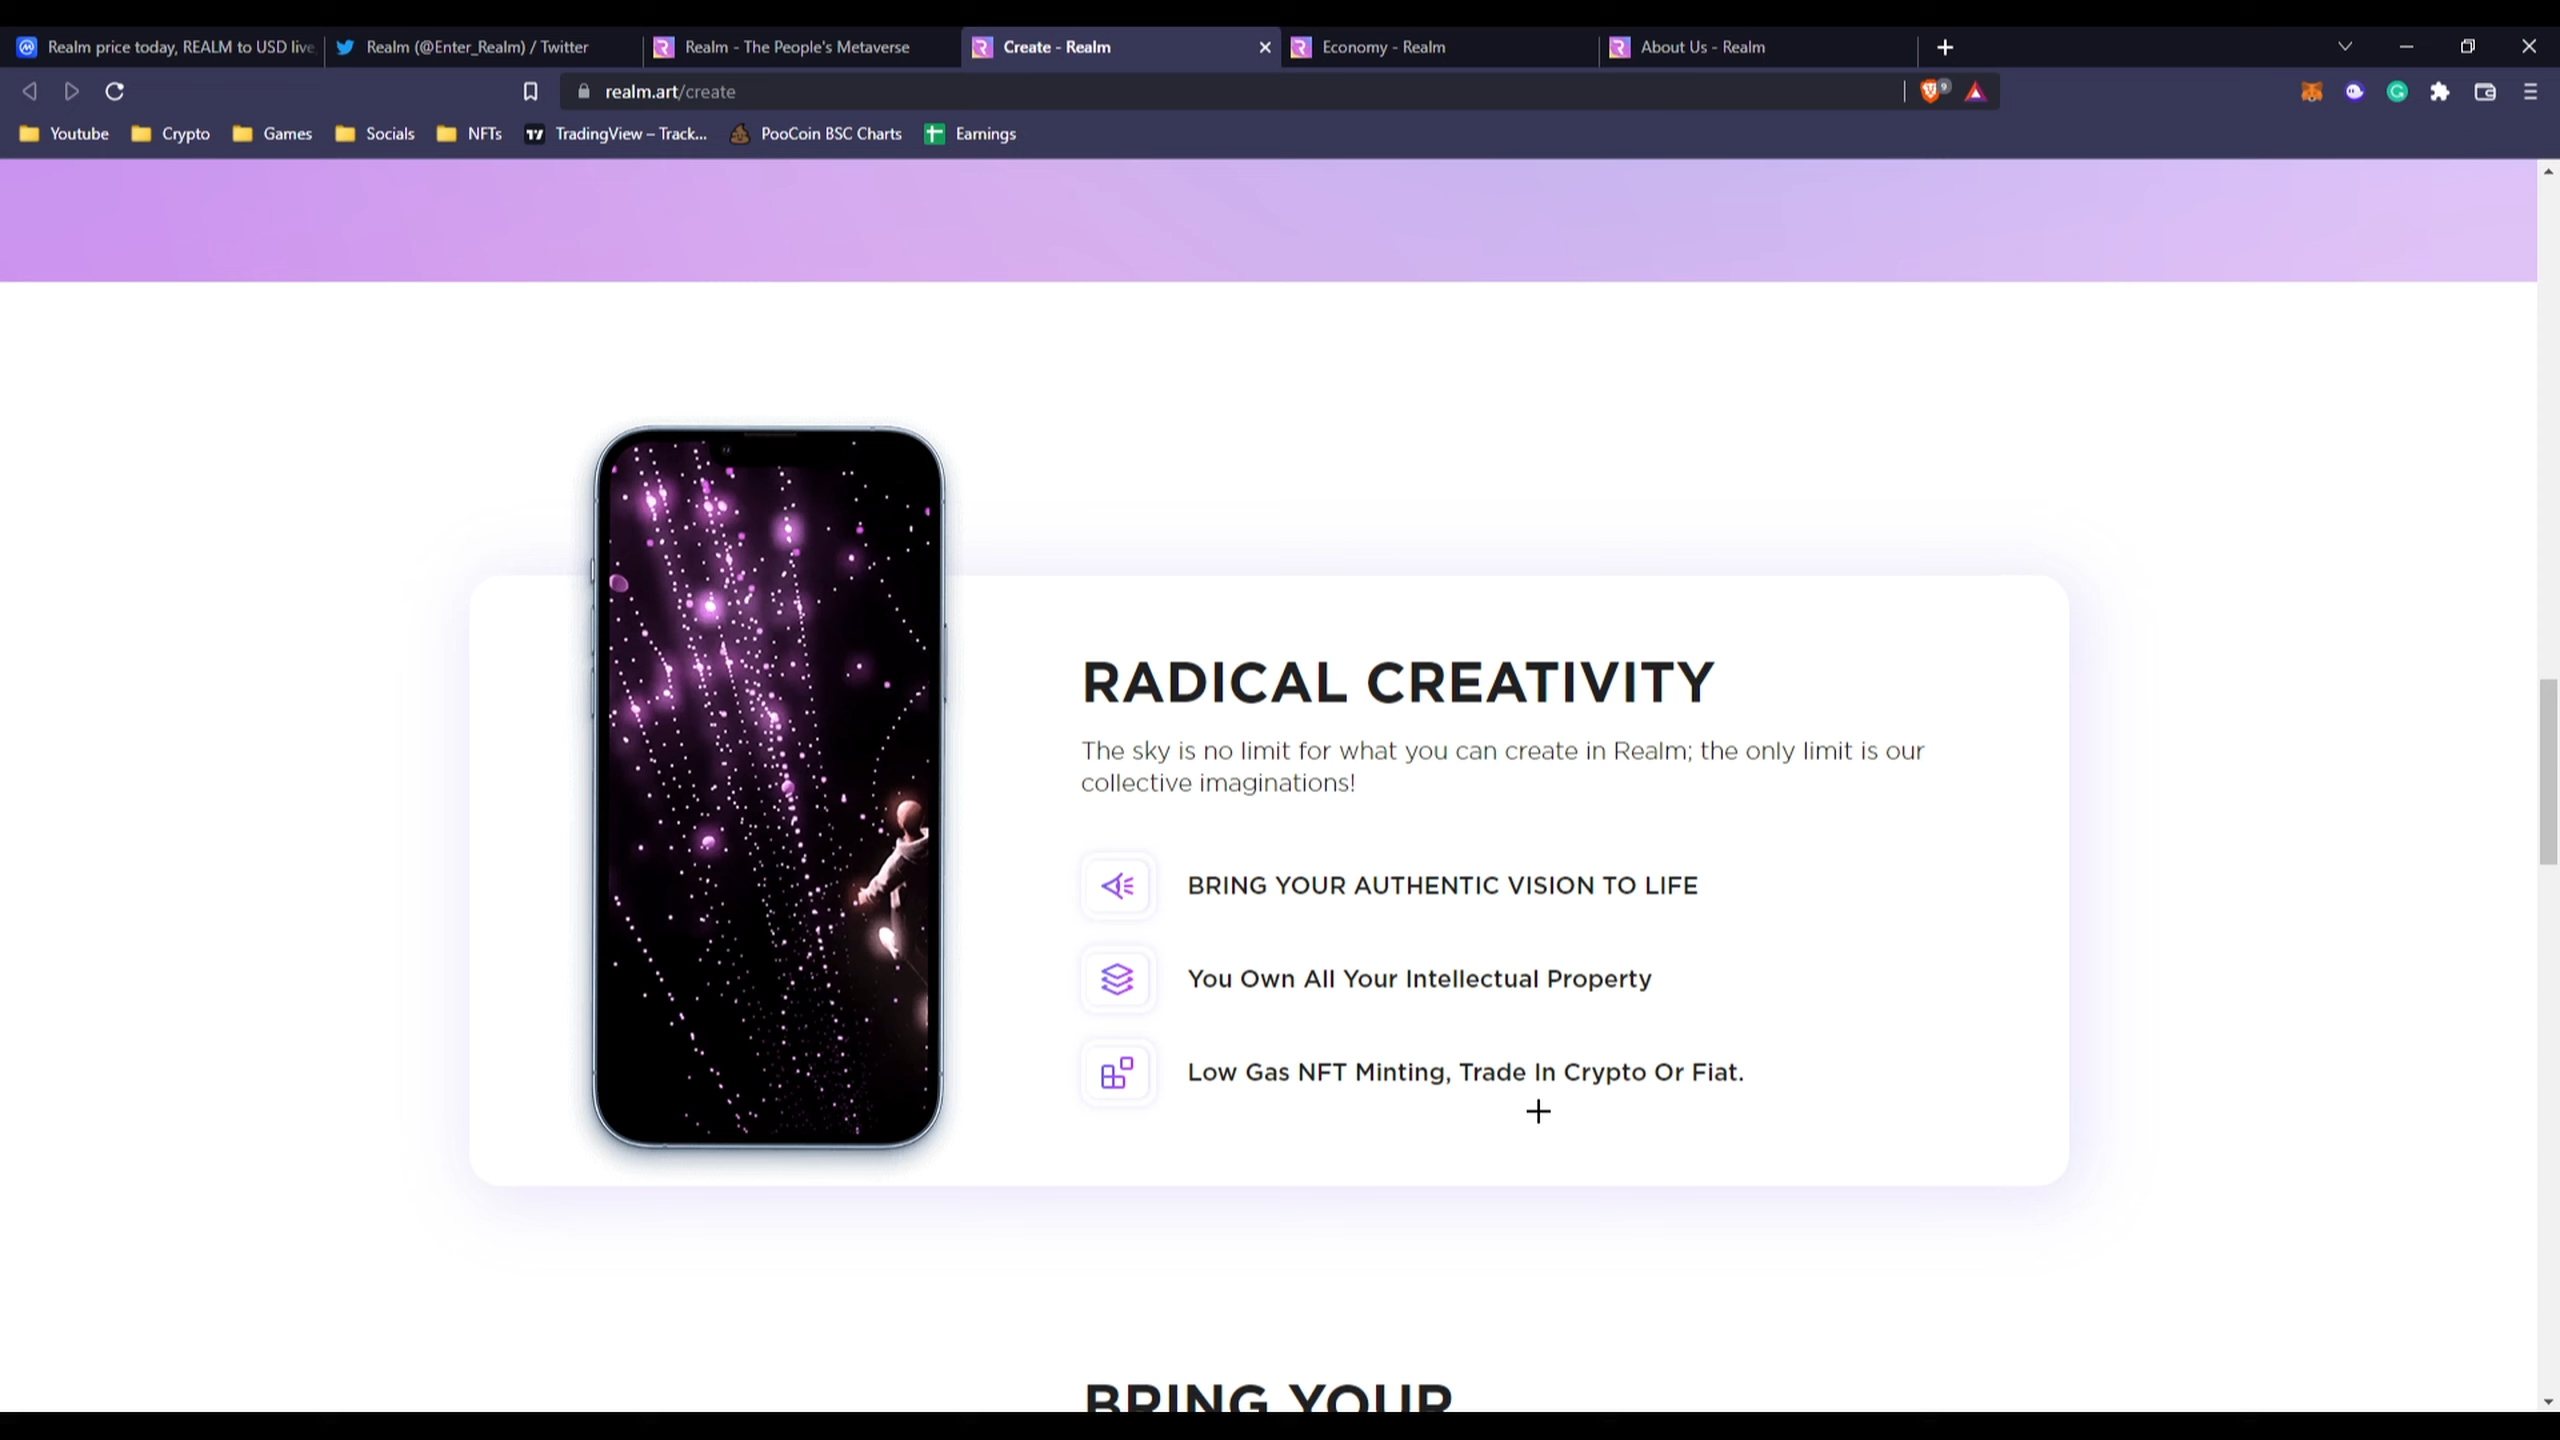 Realm price today, REALM to USD live,
Realm (@Enter_Realm) / Twitter
Realm - The People's Metaverse
Create - Realm
Economy - Realm
About Us - Realm
realm.art/create
9
Youtube
Crypto
Games
Socials
NFTs
TradingView – Track...
PooCoin BSC Charts
Earnings
RADICAL CREATIVITY
The sky is no limit for what you can create in Realm; the only limit is our
collective imaginations!
BRING YOUR AUTHENTIC VISION TO LIFE
You Own All Your Intellectual Property
Low Gas NFT Minting, Trade In Crypto Or Fiat.
BRING YOUR